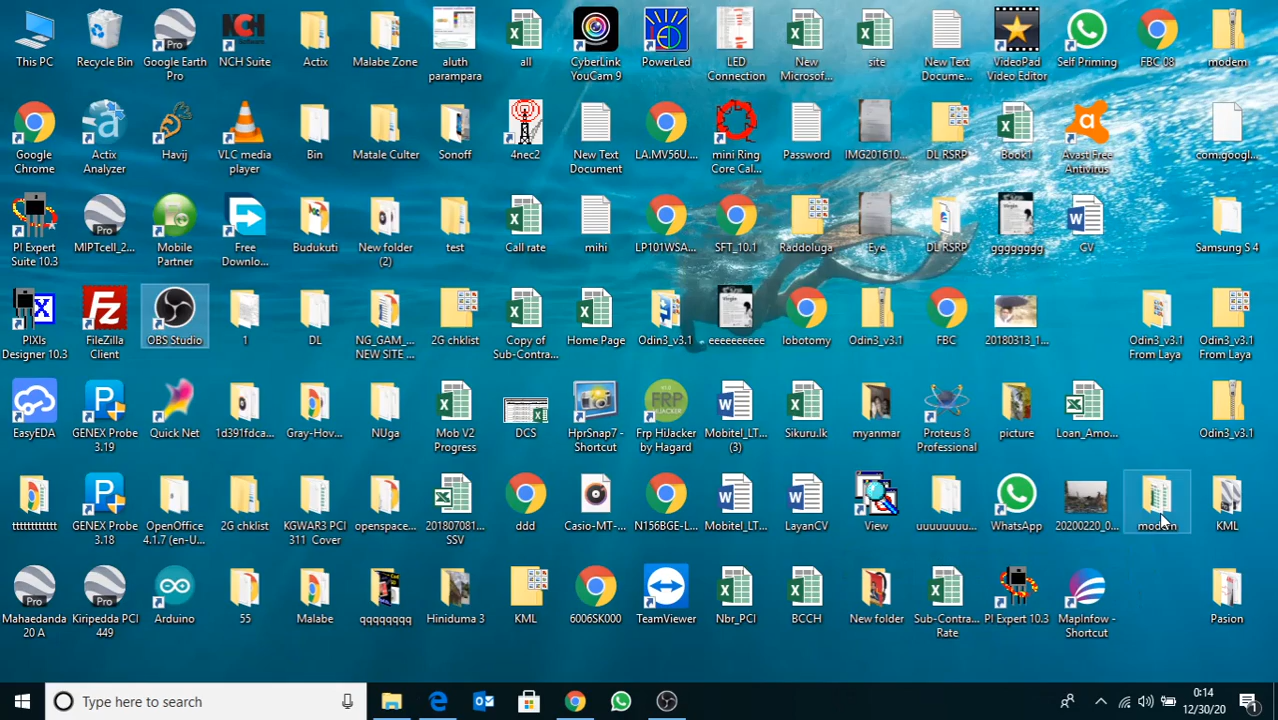 This PC
Recycle Bin
Google Earth
Pro
NCH Suite
Actix
Malabe Zone
aluth
parampara
all
CyberLink
YouCam 9
PowerLed
LED
Connection
New
Microsof...
site
New Text
Docume...
VideoPad
Video Editor
Self Priming
FBC 08
modem
Google
Chrome
Actix
Analyzer
Havij
VLC media
player
Bin
Matale Culter
Sonoff
4nec2
New Text
Document
LA.MV56U....
mini Ring
Core Cal...
Password
IMG201610...
DL RSRP
Book1
Avast Free
Antivirus
com.googl...
PI Expert
Suite 10.3
MIPTcell_2...
Mobile
Partner
Free
Downlo...
Budukuti
New folder
(2)
test
Call rate
mihi
LP101WSA...
SFT_10.1
Raddoluga
Eye
DL RSRP
gggggggg
CV
Samsung S 4
PIXIs
Designer 10.3
FileZilla
Client
OBS Studio
1
DL
NG_GAM_...
NEW SITE ...
2G chklist
Copy of
Sub-Contra...
Home Page
Odin3_v3.1
eeeeeeeeee
lobotomy
Odin3_v3.1
FBC
20180313_1...
Odin3_v3.1
From Laya
Odin3_v3.1
From Laya
EasyEDA
GENEX Probe
3.19
Quick Net
1d391fdca...
Gray-Hov...
NUga
Mob V2
Progress
DCS
HprSnap7 -
Shortcut
Frp HiJacker
by Hagard
Mobitel_LT...
(3)
Sikuru.lk
myanmar
Proteus 8
Professional
picture
Loan_Amo...
Odin3_v3.1
tttttttttttt
GENEX Probe
3.18
OpenOffice
4.1.7 (en-U...
2G chklist
KGWAR3 PCI
311 Cover
openspace...
201807081...
SSV
ddd
Casio-MT-...
N156BGE-L...
Mobitel_LT...
LayanCV
View
uuuuuuuu...
WhatsApp
20200220_0...
modem
KML
Mahaedanda
20 A
Kiripedda PCI
449
Arduino
55
Malabe
qqqqqqqq
Hiniduma 3
KML
6006SK000
TeamViewer
Nbr_PCI
BCCH
New folder
Sub-Contra...
Rate
PI Expert 10.3
MapInfow -
Shortcut
Pasion
Type here to search
0:14
12/30/20